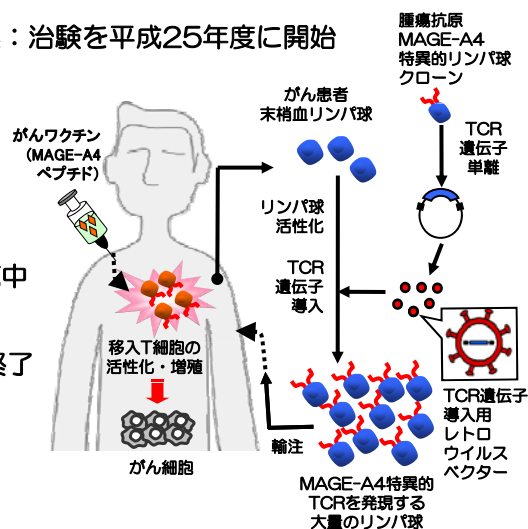 ：治験を平成25年度に開始
腫瘍抗原
MAGE-A4
特異的リンパ球
クローン
がん患者
末梢血リンパ球
がんワクチン
（MAGE-A4
ペプチド）
TCR
遺伝子
単離
リンパ球
活性化
中
TCR
遺伝子
導入
移入T細胞の
活性化・増殖
終了
がん細胞
輸注
TCR遺伝子
導入用
レトロ
ウイルス
ベクター
MAGE-A4特異的
TCRを発現する
大量のリンパ球